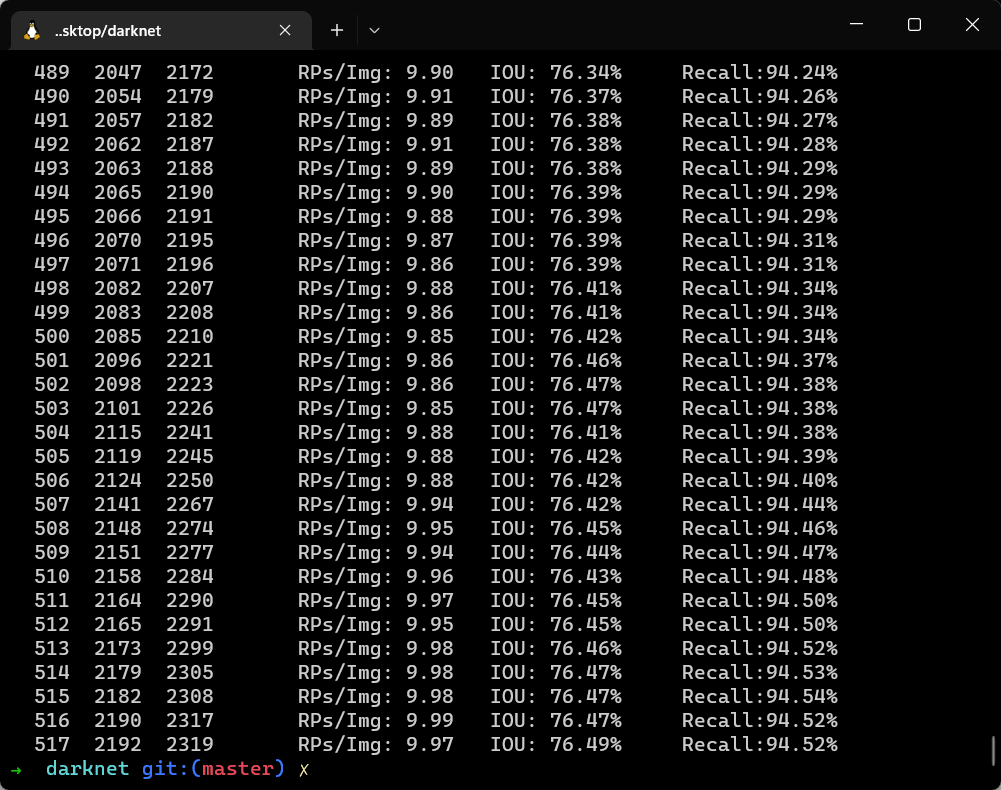 ..sktop/darknet
489 2047 2172 RPs/Img: 9.90 IOU: 76.34% Recall:94.24%
490 2054 2179 RPs/Img: 9.91 IOU: 76.37% Recall:94.26%
491 2057 2182 RPs/Img: 9.89 IOU: 76.38% Recall:94.27%
492 2062 2187 RPs/Img: 9.91 IOU: 76.38% Recall:94.28%
493 2063 2188 RPs/Img: 9.89 IOU: 76.38% Recall:94.29%
494 2065 2190 RPs/Img: 9.90 IOU: 76.39% Recall:94.29%
495 2066 2191 RPs/Img: 9.88 IOU: 76.39% Recall:94.29%
496 2070 2195 RPs/Img: 9.87 IOU: 76.39% Recall:94.31%
497 2071 2196 RPs/Img: 9.86 IOU: 76.39% Recall:94.31%
498 2082 2207 RPs/Img: 9.88 IOU: 76.41% Recall:94.34%
499 2083 2208 RPs/Img: 9.86 IOU: 76.41% Recall:94.34%
500 2085 2210 RPs/Img: 9.85 IOU: 76.42% Recall:94.34%
501 2096 2221 RPs/Img: 9.86 IOU: 76.46% Recall:94.37%
502 2098 2223 RPs/Img: 9.86 IOU: 76.47% Recall:94.38%
503 2101 2226 RPs/Img: 9.85 IOU: 76.47% Recall:94.38%
504 2115 2241 RPs/Img: 9.88 IOU: 76.41% Recall:94.38%
505 2119 2245 RPs/Img: 9.88 IOU: 76.42% Recall:94.39%
506 2124 2250 RPs/Img: 9.88 IOU: 76.42% Recall:94.40%
507 2141 2267 RPs/Img: 9.94 IOU: 76.42% Recall:94.44%
508 2148 2274 RPs/Img: 9.95 IOU: 76.45% Recall:94.46%
509 2151 2277 RPs/Img: 9.94 IOU: 76.44% Recall:94.47%
510 2158 2284 RPs/Img: 9.96 IOU: 76.43% Recall:94.48%
511 2164 2290 RPs/Img: 9.97 IOU: 76.45% Recall:94.50%
512 2165 2291 RPs/Img: 9.95 IOU: 76.45% Recall:94.50%
513 2173 2299 RPs/Img: 9.98 IOU: 76.46% Recall:94.52%
514 2179 2305 RPs/Img: 9.98 IOU: 76.47% Recall:94.53%
515 2182 2308 RPs/Img: 9.98 IOU: 76.47% Recall:94.54%
516 2190 2317 RPs/Img: 9.99 IOU: 76.47% Recall:94.52%
517 2192 2319 RPs/Img: 9.97 IOU: 76.49% Recall:94.52%
→ darknet git:(master) ✗